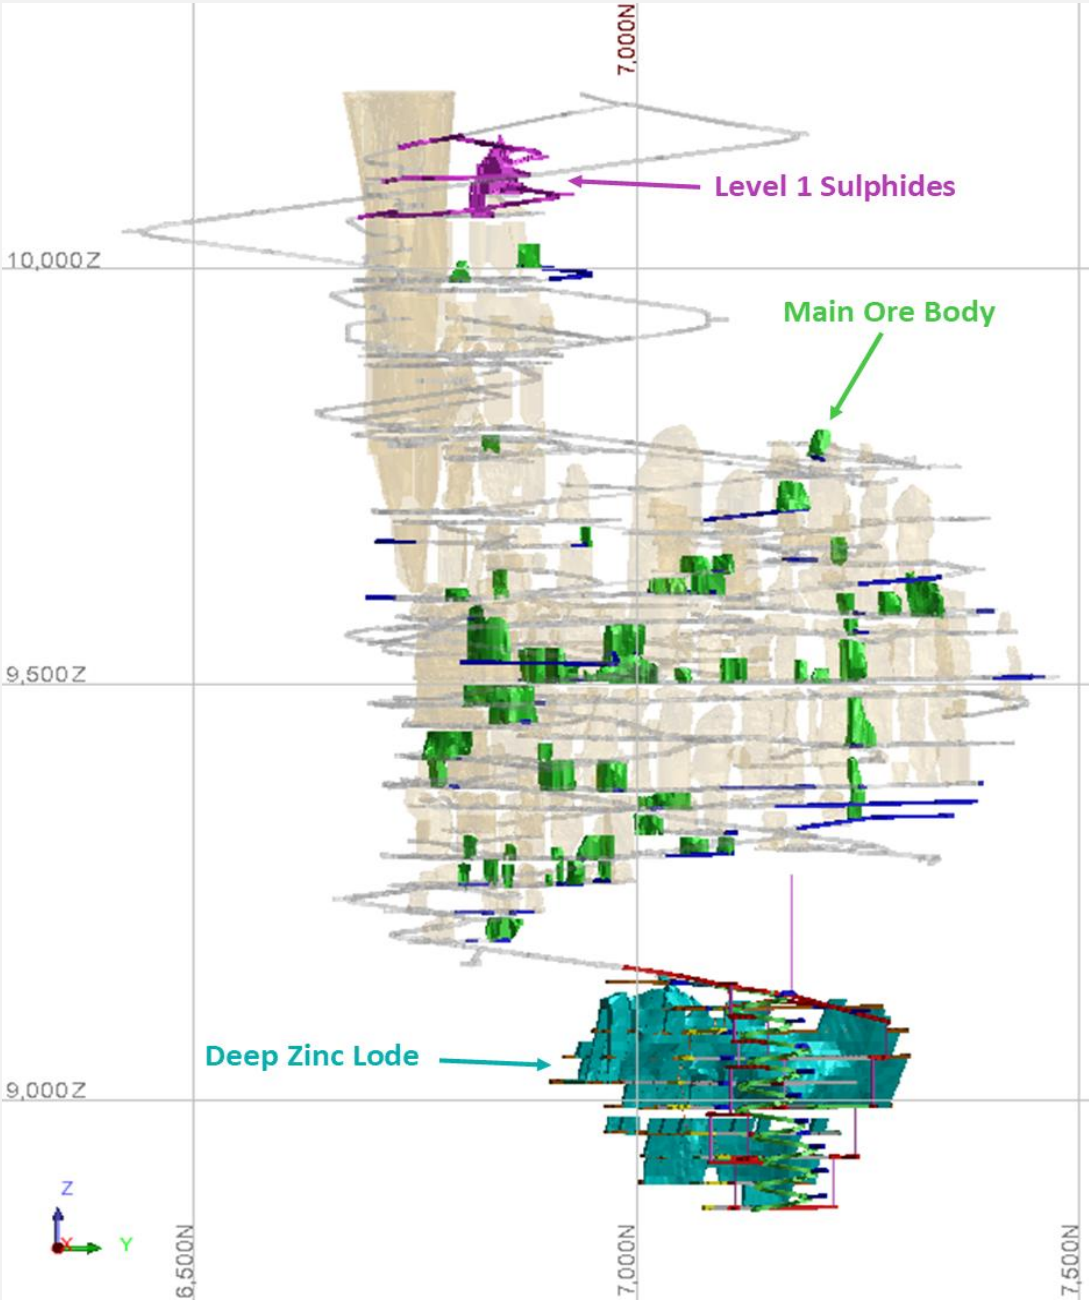 7,000N
Level 1 Sulphides
10,000Z
Main Ore Body
9,500Z
Deep Zinc Lode
9,000Z
Z
X
Y
6,500N
7,000N
7,500N